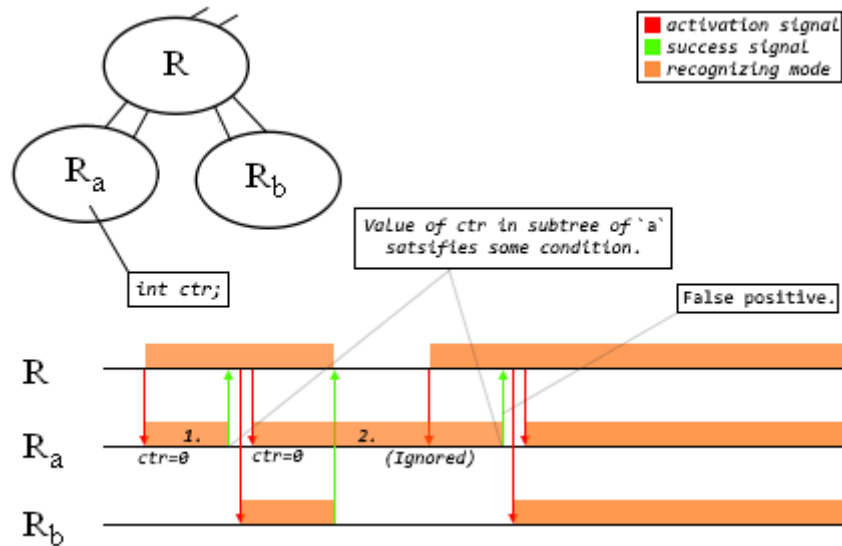 R
activation signal
success signal
recognizing mode
Ra
Rb
Value of ctr in subtree of `a`
satsifies some condition.
int ctr;
False positive.
R
Ra
1.
2.
ctr=0
ctr=0
(Ignored)
Rb